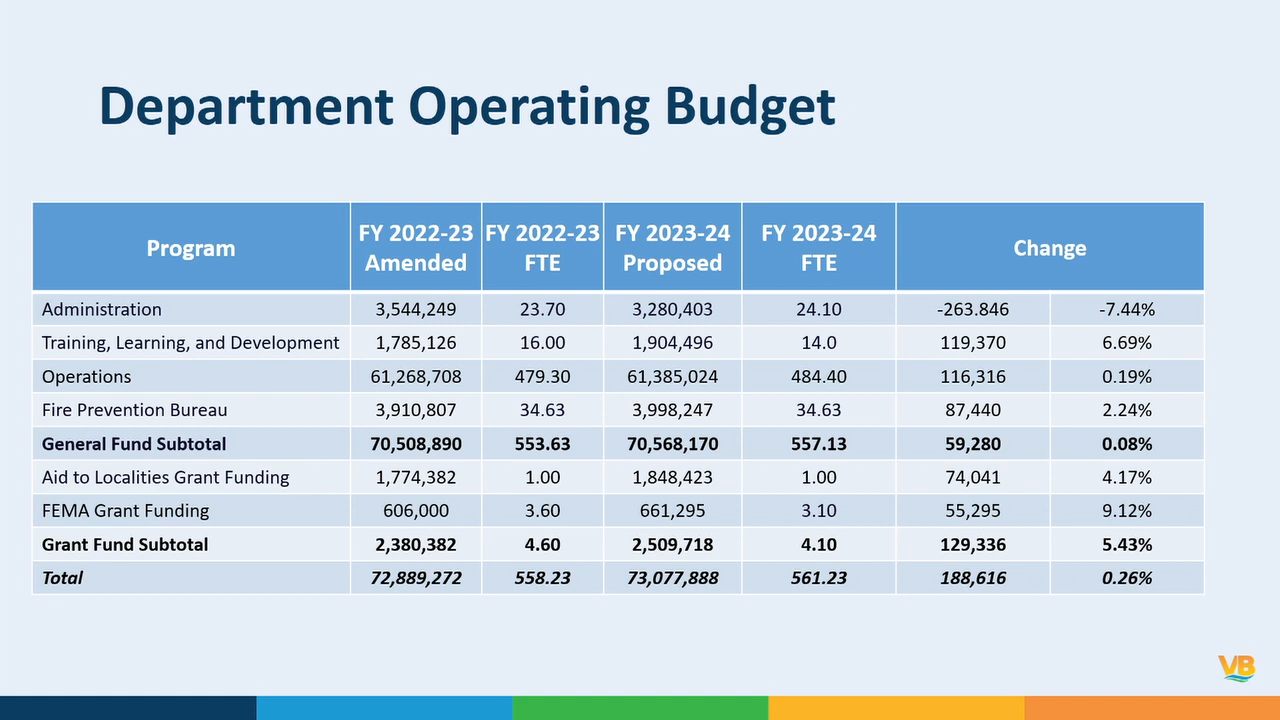 Department Operating Budget
Program FY 2022-23 Amended FY 2022-23 FTE FY 2023-24 Proposed FY 2023-24 FTE Change
Administration 3,544,249 23.70 3,280,403 24.10 -263.846 -7.44%
Training, Learning, and Development 1,785,126 16.00 1,904,496 14.0 119,370 6.69%
Operations 61,268,708 479.30 61,385,024 484.40 116,316 0.19%
Fire Prevention Bureau 3,910,807 34.63 3,998,247 34.63 87,440 2.24%
General Fund Subtotal 70,508,890 553.63 70,568,170 557.13 59,280 0.08%
Aid to Localities Grant Funding 1,774,382 1.00 1,848,423 1.00 74,041 4.17%
FEMA Grant Funding 606,000 3.60 661,295 3.10 55,295 9.12%
Grant Fund Subtotal 2,380,382 4.60 2,509,718 4.10 129,336 5.43%
Total 72,889,272 558.23 73,077,888 561.23 188,616 0.26%
VB